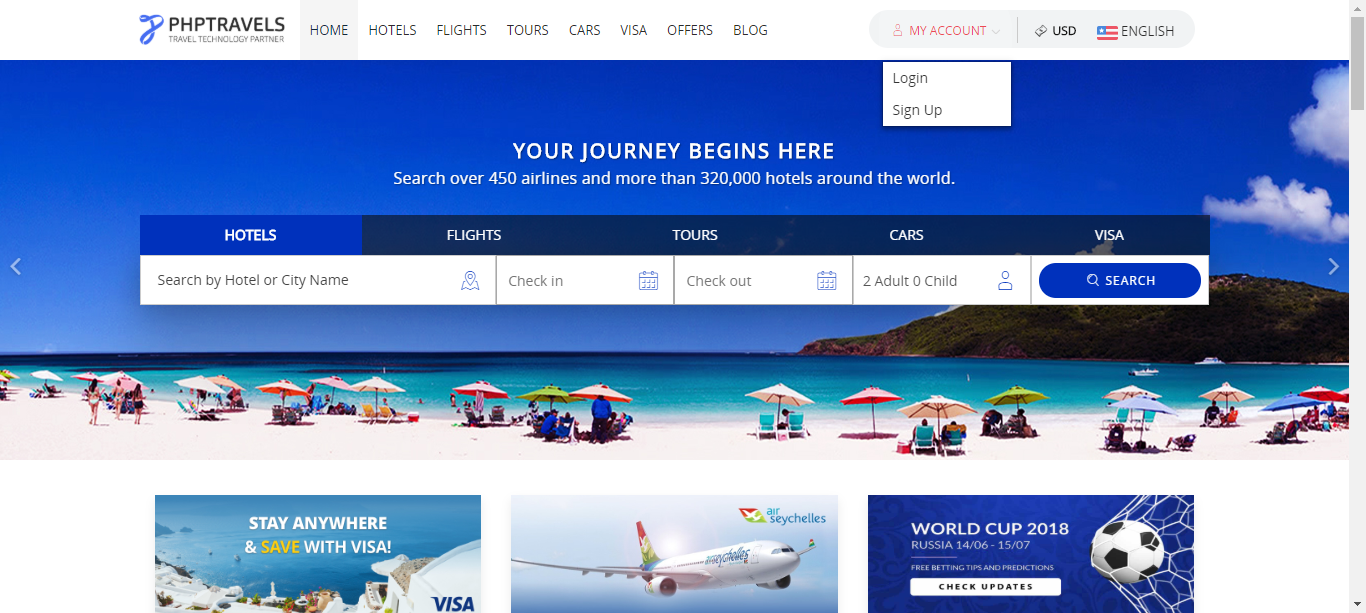 PHPTRAVELS
TRAVEL TECHNOLOGY PARTNER
HOME HOTELS FLIGHTS TOURS CARS VISA OFFERS BLOG
MY ACCOUNT USD ENGLISH
Login
Sign Up
YOUR JOURNEY BEGINS HERE
Search over 450 airlines and more than 320,000 hotels around the world.
HOTELS FLIGHTS TOURS CARS VISA
Search by Hotel or City Name Check in Check out 2 Adult 0 Child SEARCH
STAY ANYWHERE
& SAVE WITH VISA!
VISA
air
seychelles
airseychelles
WORLD CUP 2018
RUSSIA 14/06 - 15/07
FREE BETTING TIPS AND PREDICTIONS
CHECK UPDATES